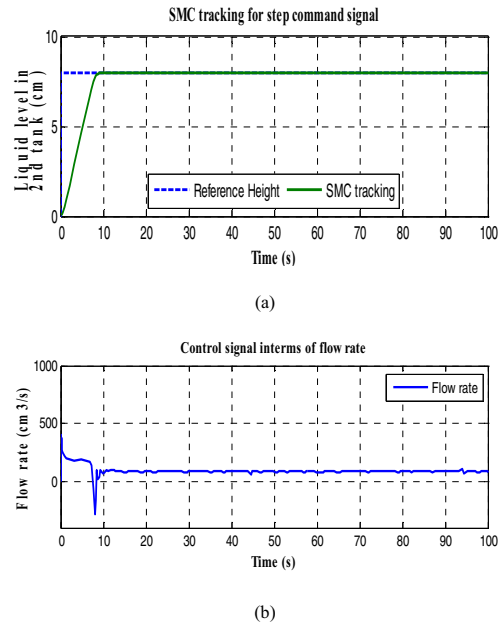 SMC tracking for step command signal
10
5
0
Liquid level in
2nd tank (cm)
Reference Height
SMC tracking
0 10 20 30 40 50 60 70 80 90 100
Time (s)
(a)
Control signal interms of flow rate
1000
500
0
Flow rate (cm 3/s)
Flow rate
0 10 20 30 40 50 60 70 80 90 100
Time (s)
(b)